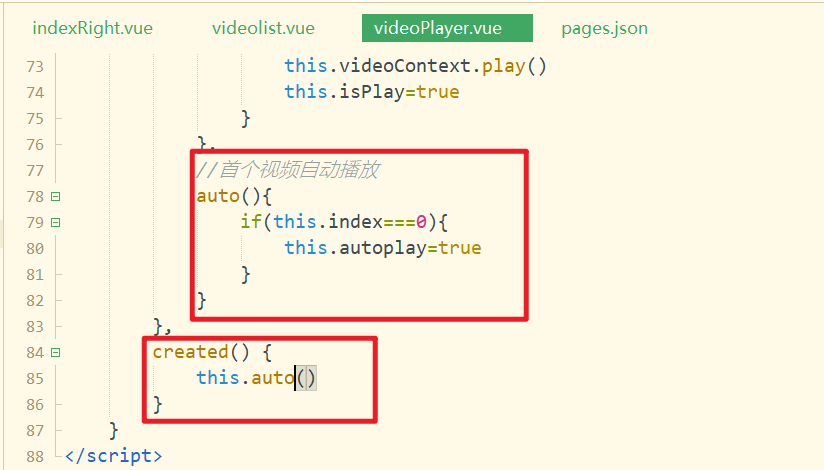 indexRight.vue videolist.vue videoPlayer.vue pages.json
73 this.videoContext.play()
74 this.isPlay=true
75 }
76 },
77 //首个视频自动播放
78 auto(){
79 if(this.index===0){
80 this.autoplay=true
81 }
82 }
83 },
84 created() {
85 this.auto()
86 }
87 }
88 </script>